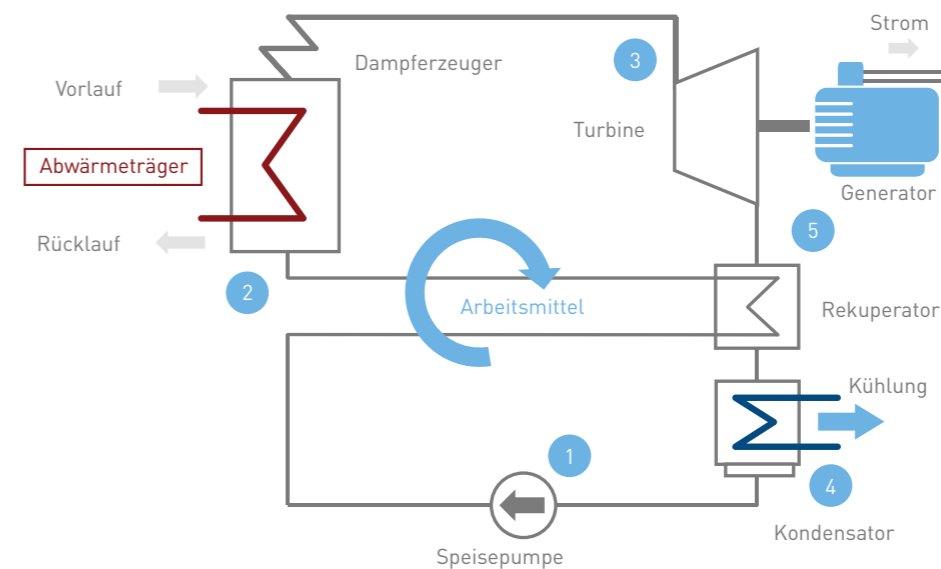 Strom
Dampferzeuger
3
Vorlauf
Turbine
Abwärmeträger
Generator
Rücklauf
5
2
Arbeitsmittel
Rekuperator
Kühlung
1
4
Kondensator
Speisepumpe